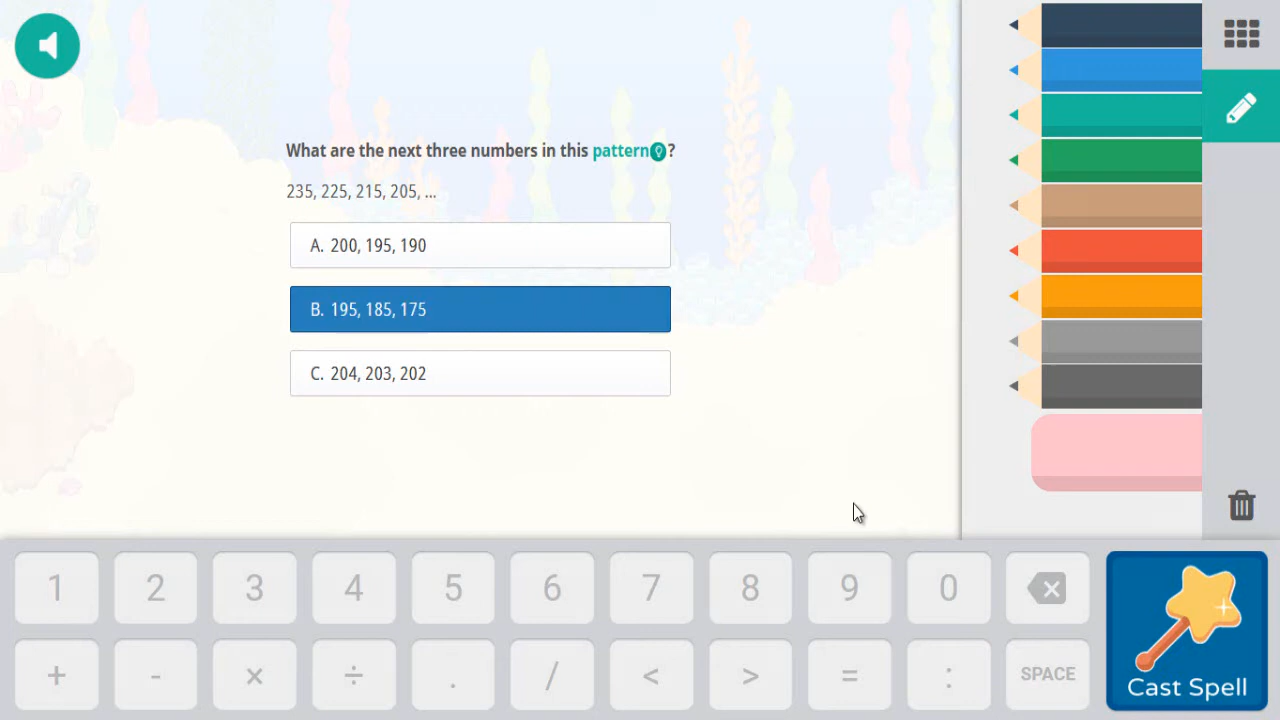 What are the next three numbers in this pattern?
235, 225, 215, 205, ...
A. 200, 195, 190
B. 195, 185, 175
C. 204, 203, 202
1 2 3 4 5 6 7 8 9 0
+ - × ÷ . / < > = : SPACE
Cast Spell